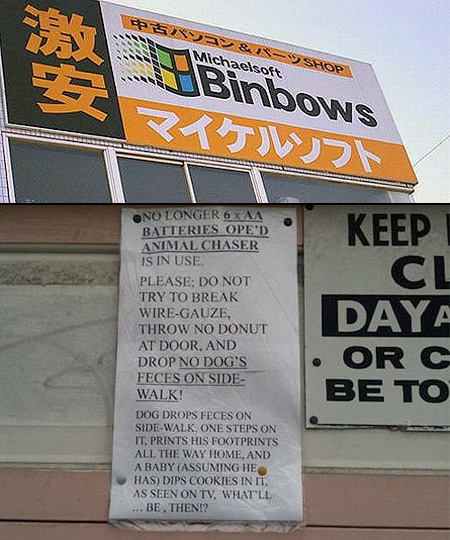 激安
中古パソコン&パーツSHOP
Michaelsoft
Binbows
マイケルソフト
NO LONGER 6 x AA
BATTERIES OPE'D
ANIMAL CHASER
IS IN USE.
PLEASE; DO NOT
TRY TO BREAK
WIRE-GAUZE,
THROW NO DONUT
AT DOOR, AND
DROP NO DOG'S
FECES ON SIDE-
WALK!
DOG DROPS FECES ON
SIDE-WALK, ONE STEPS ON
IT, PRINTS HIS FOOTPRINTS
ALL THE WAY HOME, AND
A BABY (ASSUMING HE
HAS) DIPS COOKIES IN IT,
AS SEEN ON TV, WHAT'LL
... BE , THEN!?
KEEP
CL
DAY
OR C
BE TO